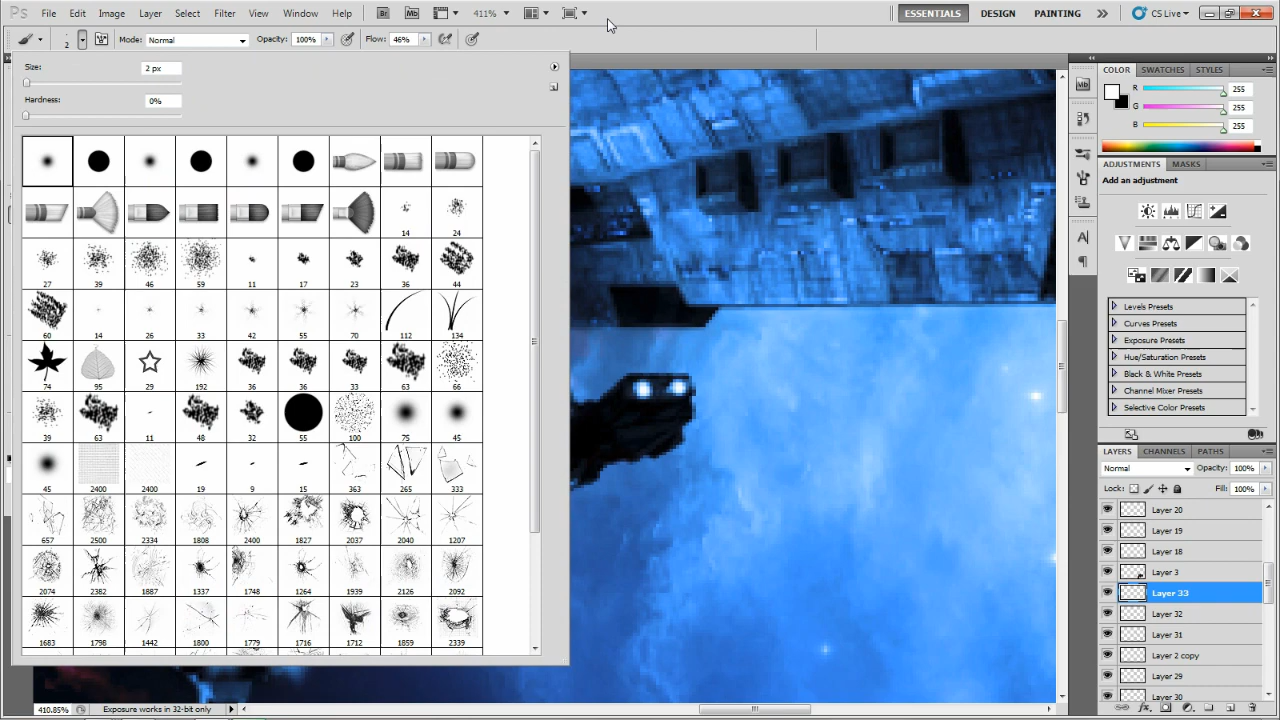 Ps File Edit Image Layer Select Filter View Window Help Br Mb 411% ESSENTIALS DESIGN PAINTING CS Live
2 Mode: Normal Opacity: 100% Flow: 46%
Size: 2 px
Hardness: 0%
14 24
27 39 46 59 11 17 23 36 44
60 14 26 33 42 55 70 112 134
74 95 29 192 36 36 33 63 66
39 63 11 48 32 55 100 75 45
45 2400 2400 19 9 15 363 265 333
657 2500 2334 1808 2400 1827 2037 2040 1207
2074 2382 1887 1337 1748 1264 1939 2126 2092
1683 1798 1442 1800 1779 1716 1712 1859 2339
COLOR SWATCHES STYLES
R 255
G 255
B 255
ADJUSTMENTS MASKS
Add an adjustment
Levels Presets
Curves Presets
Exposure Presets
Hue/Saturation Presets
Black & White Presets
Channel Mixer Presets
Selective Color Presets
LAYERS CHANNELS PATHS
Normal Opacity: 100%
Lock: Fill: 100%
Layer 20
Layer 19
Layer 18
Layer 3
Layer 33
Layer 32
Layer 31
Layer 2 copy
Layer 29
Layer 30
410.85% Exposure works in 32-bit only